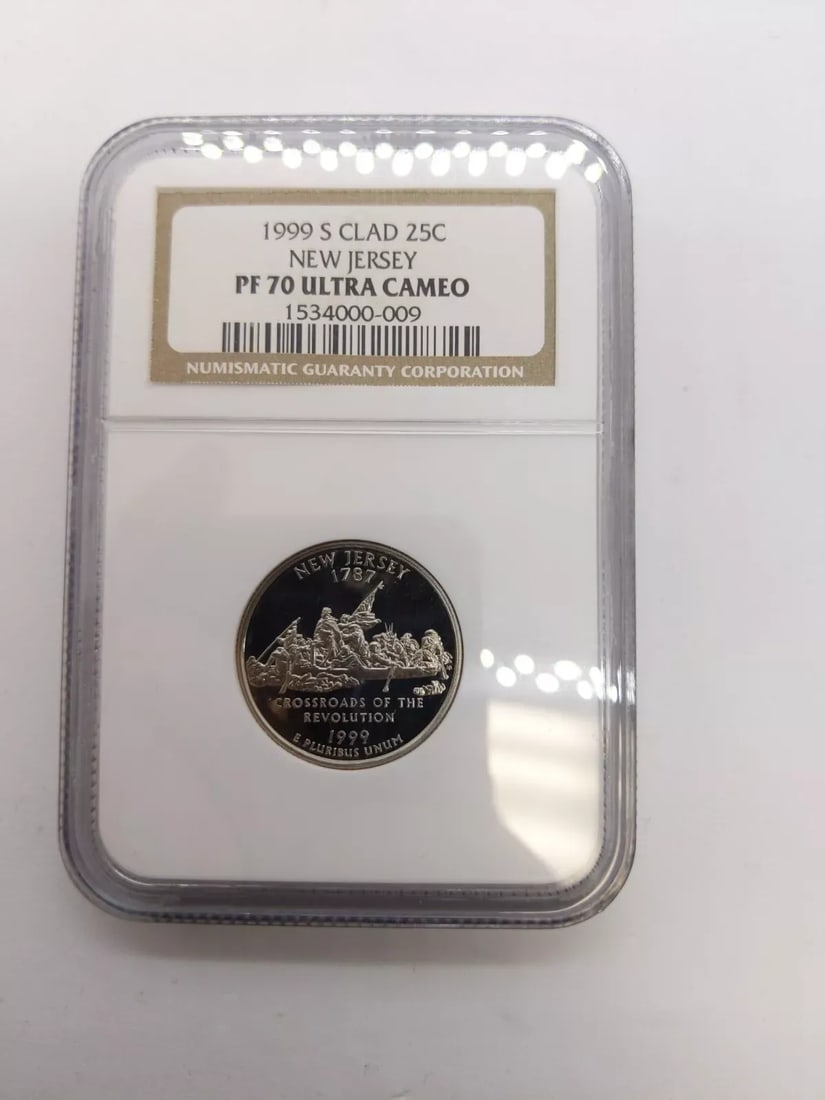 1999 S CLAD 25C
NEW JERSEY
PF 70 ULTRA CAMEO
1534000-009
NUMISMATIC GUARANTY CORPORATION
NEW JERSEY
1787
CROSSROADS OF THE
REVOLUTION
1999
E PLURIBUS UNUM